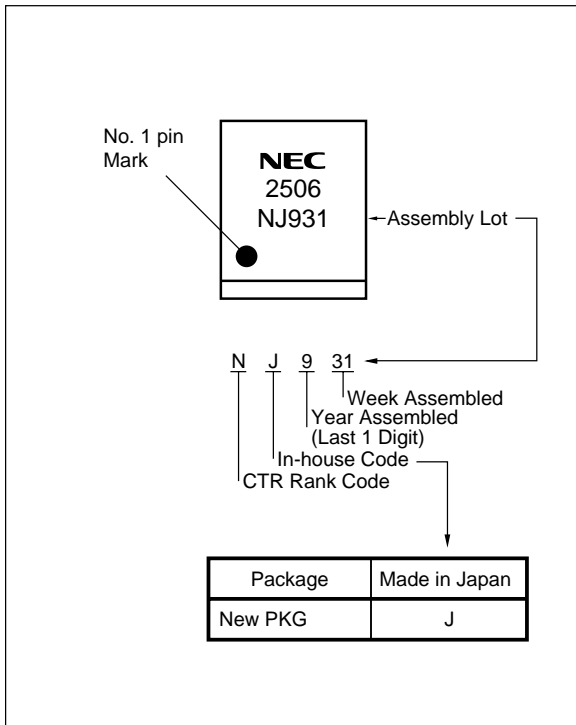 No. 1 pin
Mark
NEC
2506
NJ931
Assembly Lot
N J 9 31
Week Assembled
Year Assembled
(Last 1 Digit)
In-house Code
CTR Rank Code
Package Made in Japan
New PKG J